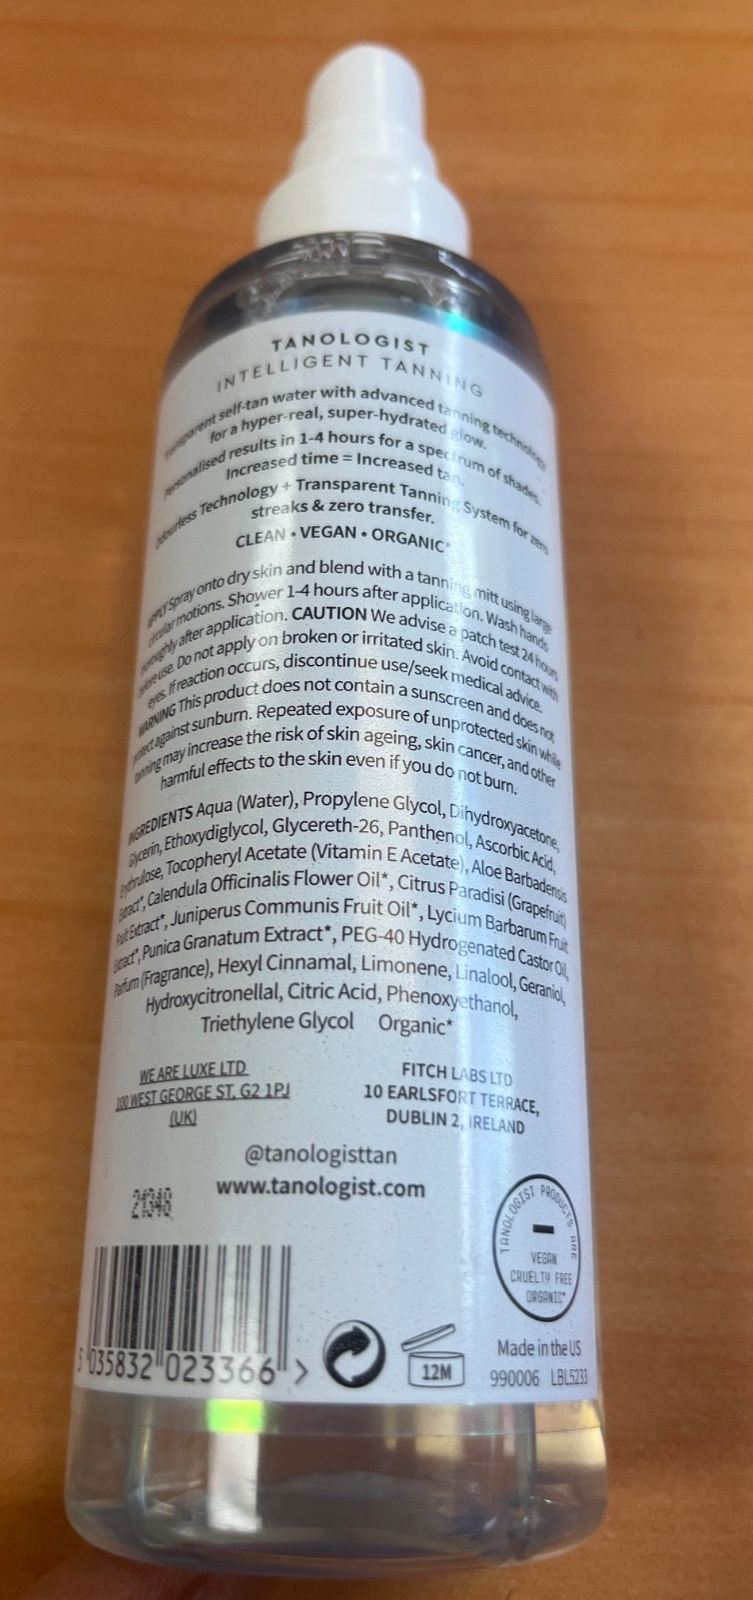 TANOLOGIST
INTELLIGENT TANNING
Transparent self-tan water with advanced tanning technology
for a hyper-real, super-hydrated glow.
Personalised results in 1-4 hours for a spectrum of shades.
Increased time = Increased tan.
Odourless Technology + Transparent Tanning System for zero
streaks & zero transfer.
CLEAN • VEGAN • ORGANIC*
APPLY Spray onto dry skin and blend with a tanning mitt using large
circular motions. Shower 1-4 hours after application. Wash hands
thoroughly after application. CAUTION We advise a patch test 24 hours
before use. Do not apply on broken or irritated skin. Avoid contact with
eyes. If reaction occurs, discontinue use/seek medical advice.
WARNING This product does not contain a sunscreen and does not
protect against sunburn. Repeated exposure of unprotected skin while
tanning may increase the risk of skin ageing, skin cancer, and other
harmful effects to the skin even if you do not burn.
INGREDIENTS Aqua (Water), Propylene Glycol, Dihydroxyacetone,
Glycerin, Ethoxydiglycol, Glycereth-26, Panthenol, Ascorbic Acid,
Erythrulose, Tocopheryl Acetate (Vitamin E Acetate), Aloe Barbadensis
Extract*, Calendula Officinalis Flower Oil*, Citrus Paradisi (Grapefruit)
Fruit Extract*, Juniperus Communis Fruit Oil*, Lycium Barbarum Fruit
Extract*, Punica Granatum Extract*, PEG-40 Hydrogenated Castor Oil,
Parfum (Fragrance), Hexyl Cinnamal, Limonene, Linalool, Geraniol,
Hydroxycitronellal, Citric Acid, Phenoxyethanol,
Triethylene Glycol Organic*
WE ARE LUXE LTD
100 WEST GEORGE ST, G2 1PJ
(UK)
FITCH LABS LTD
10 EARLSFORT TERRACE,
DUBLIN 2, IRELAND
@tanologisttan
www.tanologist.com
21348
TANOLOGIST PRODUCTS ARE
VEGAN
CRUELTY FREE
ORGANIC*
5 035832 023366 >
12M
Made in the US
990006 LBL5233